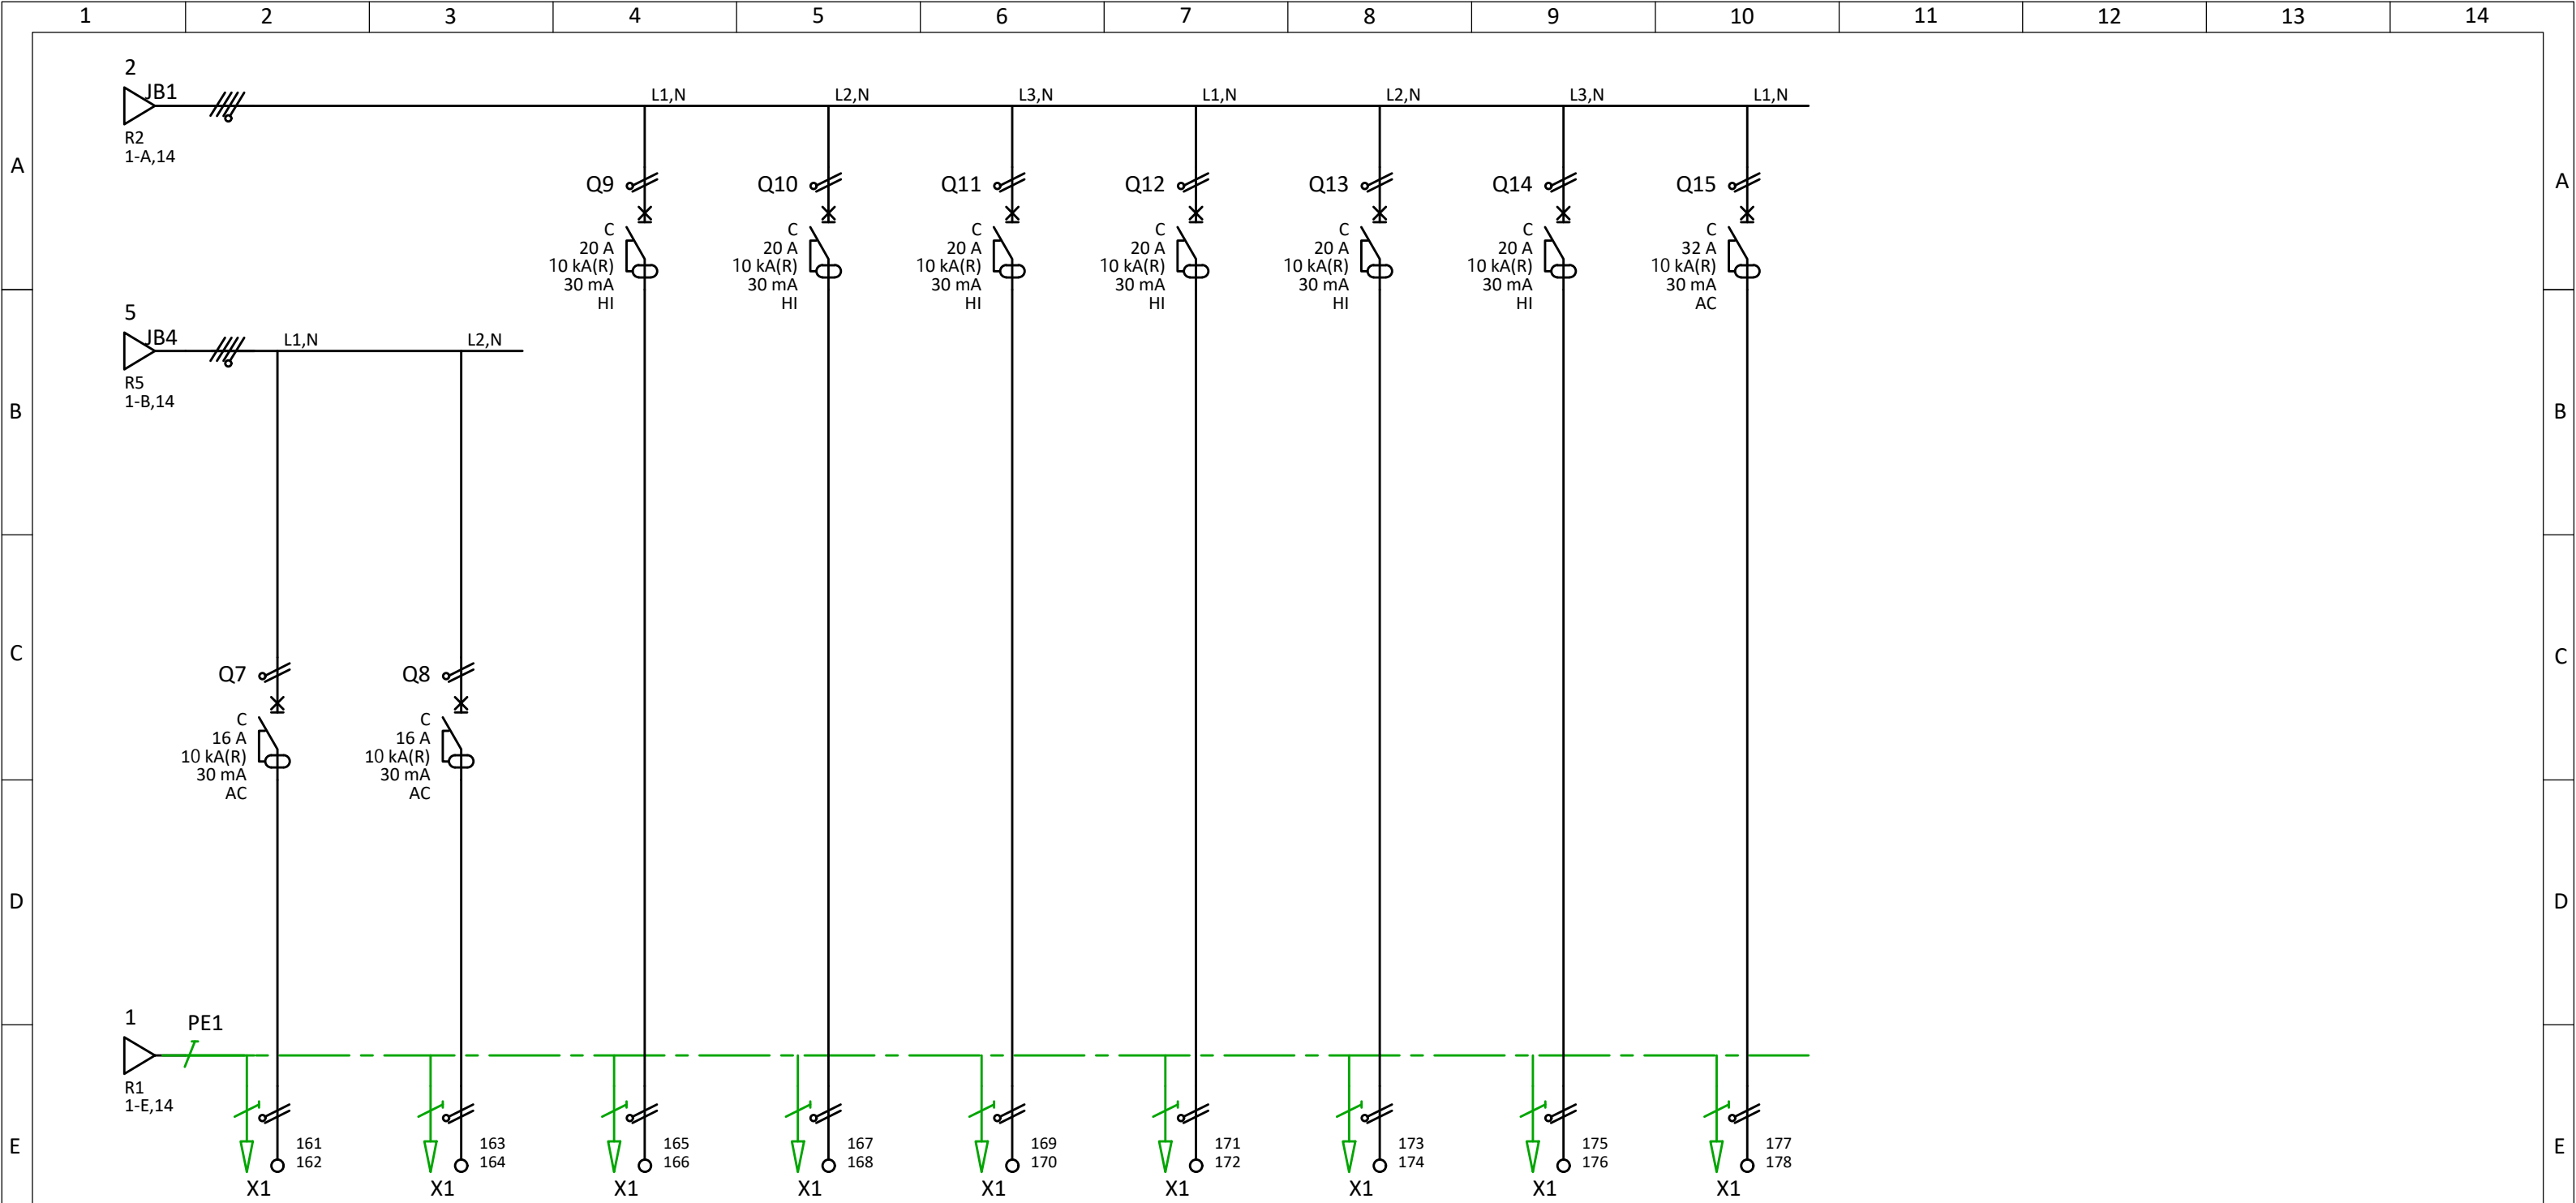 1 2 3 4 5 6 7 8 9 10 11 12 13 14
2
JB1
L1,N L2,N L3,N L1,N L2,N L3,N L1,N
R2
1-A,14
A A
Q9 Q10 Q11 Q12 Q13 Q14 Q15
C C C C C C C
20 A 20 A 20 A 20 A 20 A 20 A 32 A
10 kA(R) 10 kA(R) 10 kA(R) 10 kA(R) 10 kA(R) 10 kA(R) 10 kA(R)
30 mA 30 mA 30 mA 30 mA 30 mA 30 mA 30 mA
HI HI HI HI HI HI AC
5
JB4
L1,N L2,N
R5
1-B,14
B B
C C
Q7 Q8
C C
16 A 16 A
10 kA(R) 10 kA(R)
30 mA 30 mA
AC AC
D D
1
PE1
R1
1-E,14
E E
161 163 165 167 169 171 173 175 177
162 164 166 168 170 172 174 176 178
X1 X1 X1 X1 X1 X1 X1 X1 X1